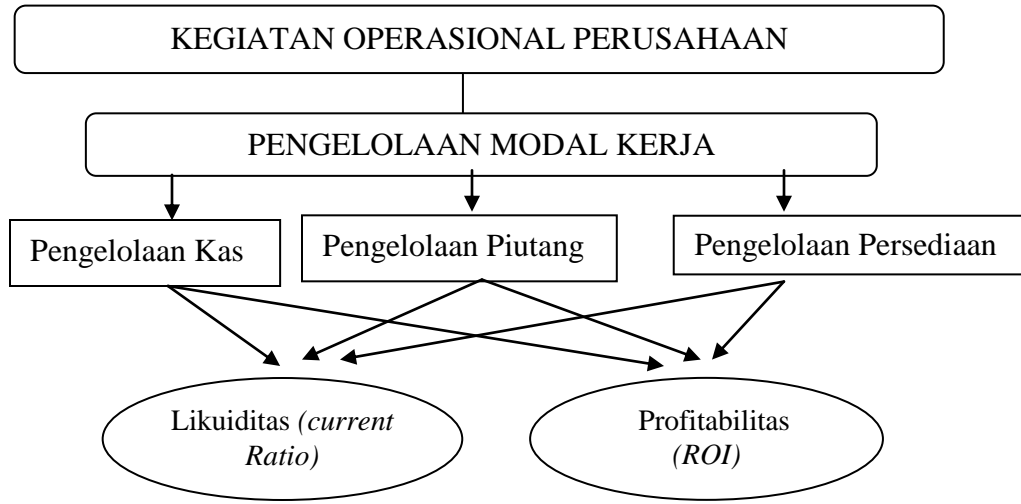 KEGIATAN OPERASIONAL PERUSAHAAN
PENGELOLAAN MODAL KERJA
Pengelolaan Kas
Pengelolaan Piutang
Pengelolaan Persediaan
Likuiditas (current
Ratio)
Profitabilitas
(ROI)